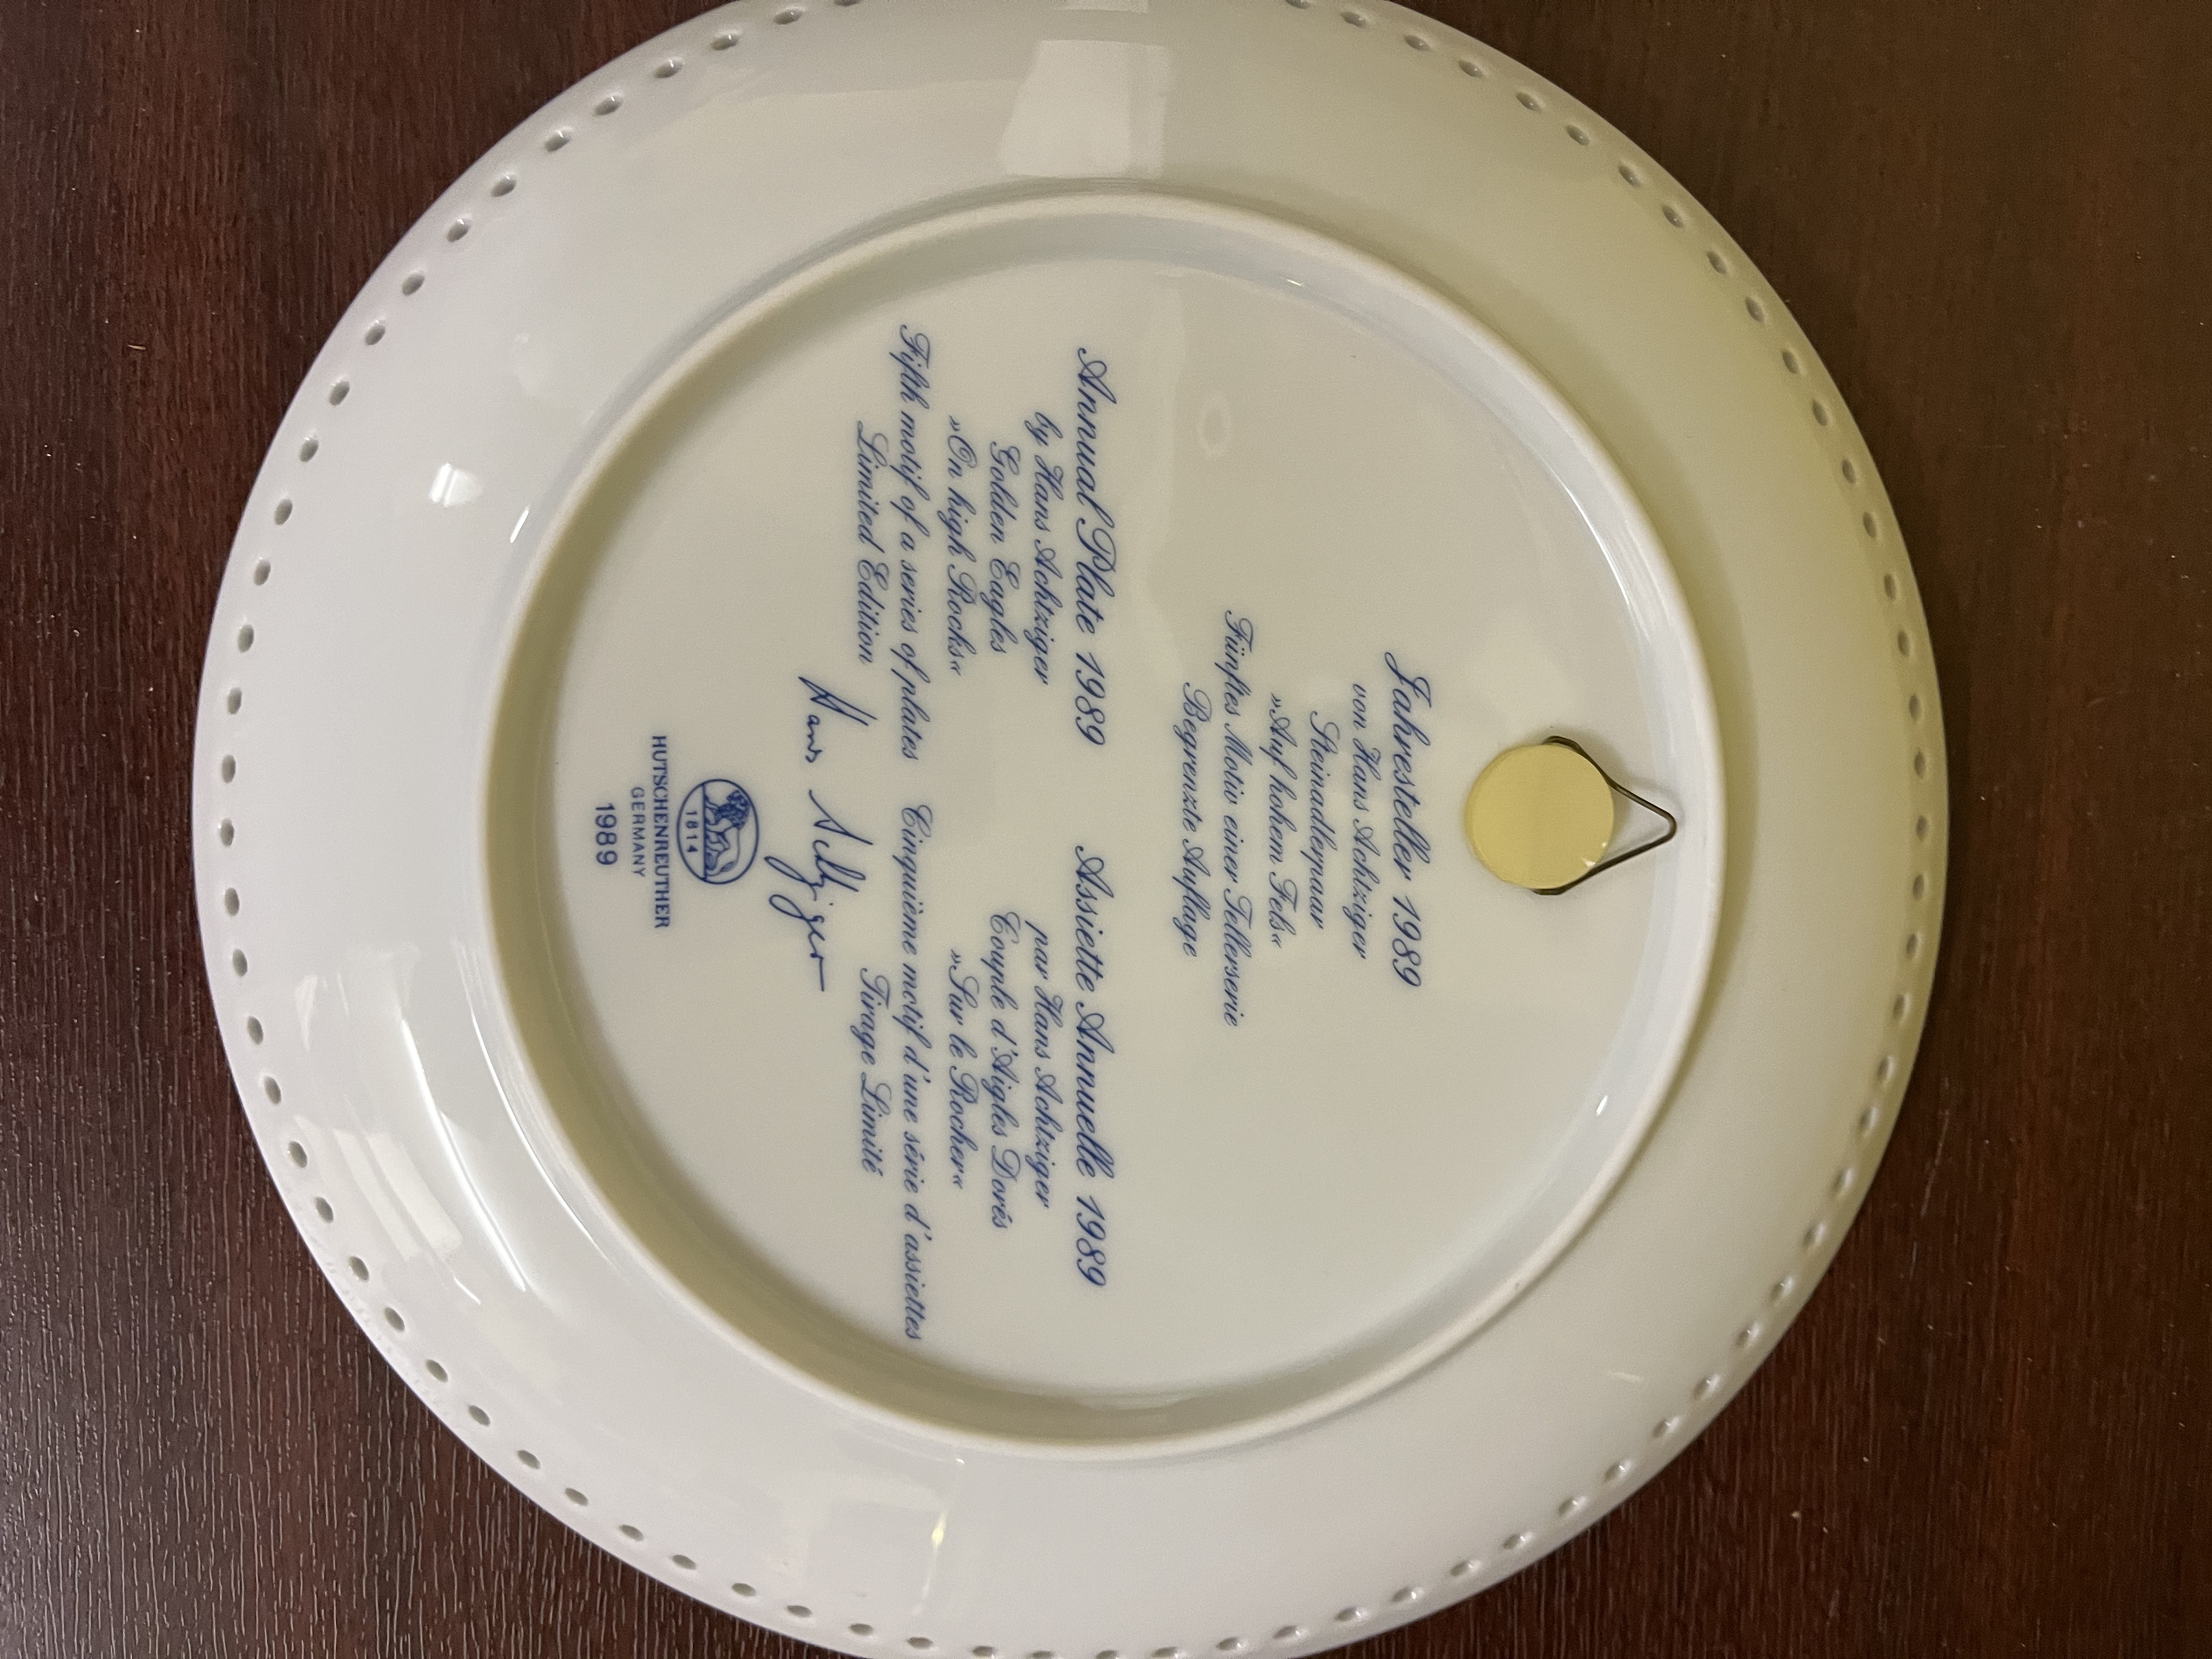 Jahresteller 1989
von Hans Achtziger
Steinadlerpaar
»Auf hohem Fels«
Fünftes Motiv einer Tellerserie
Begrenzte Auflage
Annual Plate 1989
by Hans Achtziger
Golden Eagles
»On high Rocks«
Fifth motif of a series of plates
Limited Edition
Assiette Annuelle 1989
par Hans Achtziger
Couple d'Aigles Dorés
»Sur le Rocher«
Cinquième motif d'une série d'assiettes
Tirage Limité
Hans Achtziger
1814
HUTSCHENREUTHER
GERMANY
1989